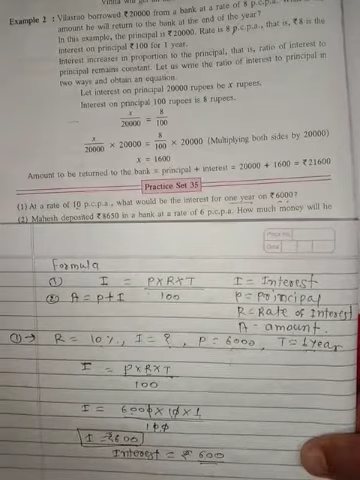 Example 2 : Vilasrao borrowed ₹20000 from a bank at a rate of 8 p.c.p.a.
amount he will return to the bank at the end of the year?
In this example, the principal is ₹20000. Rate is 8 p.c.p.a., that is, ₹8 is the
interest on principal ₹100 for 1 year.
Interest increases in proportion to the principal, that is, ratio of interest to
principal remains constant. Let us write the ratio of interest to principal in
two ways and obtain an equation.
Let interest on principal 20000 rupees be x rupees.
Interest on principal 100 rupees is 8 rupees.
x/20000 = 8/100
x/20000 × 20000 = 8/100 × 20000 (Multiplying both sides by 20000)
x = 1600
Amount to be returned to the bank = principal + interest = 20000 + 1600 = ₹21600
Practice Set 35
(1) At a rate of 10 p.c.p.a., what would be the interest for one year on ₹6000?
(2) Mahesh deposited ₹8650 in a bank at a rate of 6 p.c.p.a. How much money will he
Page No.
Date
Formula
① I = P×R×T/100 I = Interest
② A = P+I P = Principal
R = Rate of Interest
A = amount.
①→ R = 10%, I = ?, P = 6000, T = 1 year
I = P×R×T
100
I = 6000×10×1
100
I = ₹600
Interest = ₹ 600